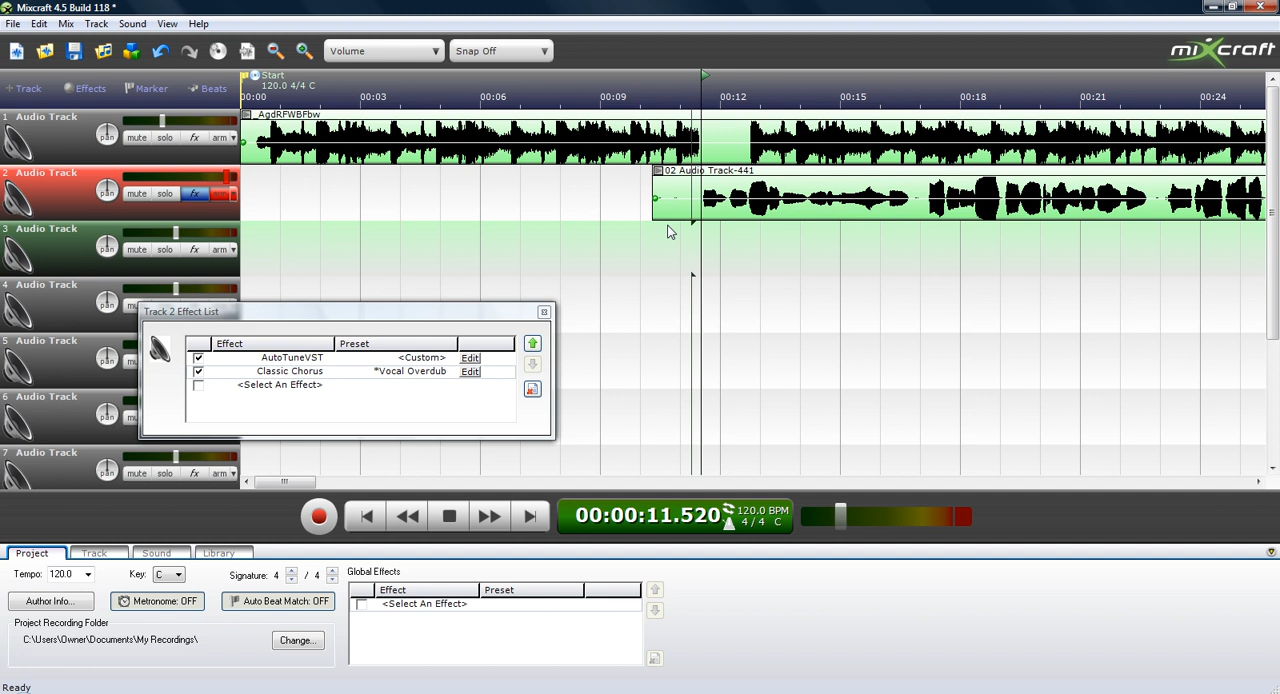 Mixcraft 4.5 Build 118 *
File Edit Mix Track Sound View Help
Volume Snap Off mixcraft
+Track Effects Marker Beats
Start
120.0 4/4 C
00:00 00:03 00:06 00:09 00:12 00:15 00:18 00:21 00:24
1 Audio Track
_AgdRFWBFbw
pan mute solo fx arm
2 Audio Track
02 Audio Track-441
pan mute solo fx
3 Audio Track
pan mute solo fx arm
4 Audio Track
pan
5 Audio Track
pan
6 Audio Track
pan
7 Audio Track
pan mute solo fx arm
Track 2 Effect List
Effect Preset
AutoTuneVST <Custom> Edit
Classic Chorus *Vocal Overdub Edit
<Select An Effect>
00:00:11.520 120.0 BPM
4 / 4 C
Project Track Sound Library
Tempo: 120.0 Key: C Signature: 4 / 4
Author Info... Metronome: OFF Auto Beat Match: OFF
Project Recording Folder
C:\Users\Owner\Documents\My Recordings\ Change...
Global Effects
Effect Preset
<Select An Effect>
Ready